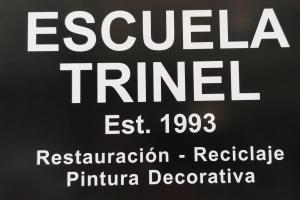 ESCUELA
TRINEL
Est. 1993
Restauración - Reciclaje
Pintura Decorativa